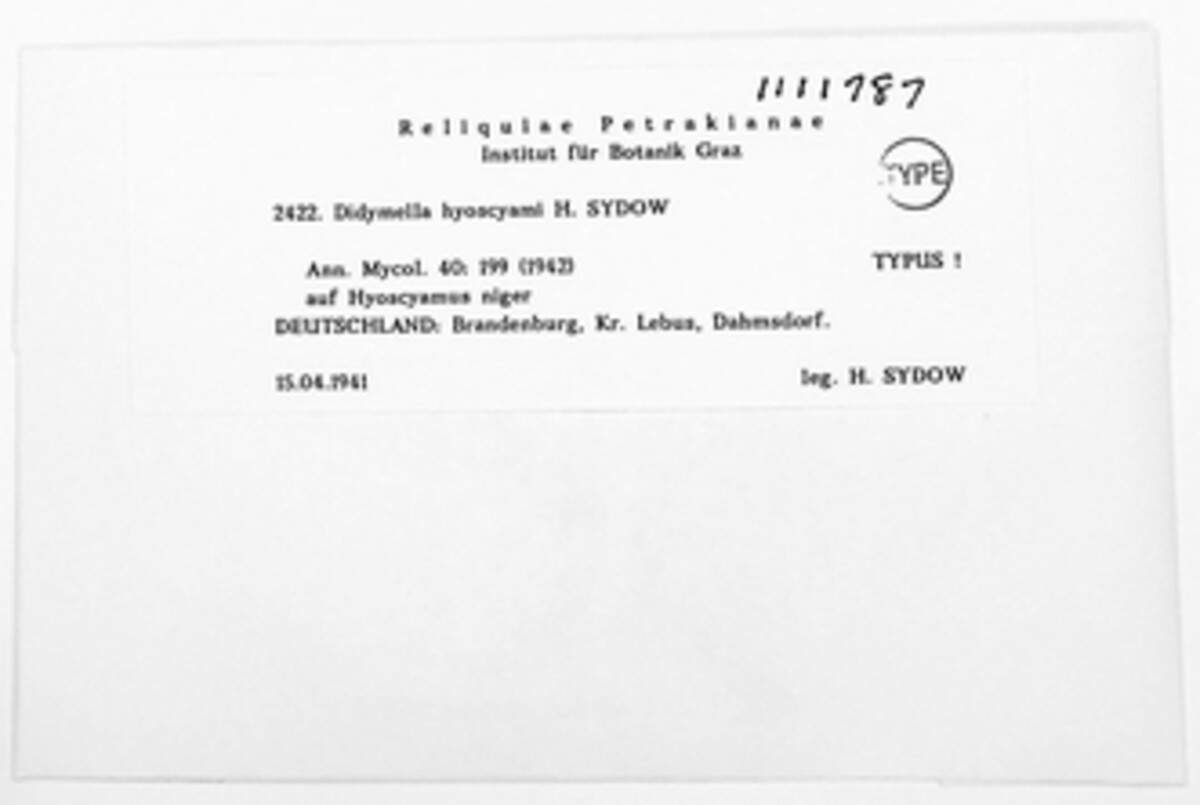 1111787
Reliquiae Petrakianae
Institut für Botanik Graz
TYPE
2422. Didymella hyoscyami H. SYDOW
Ann. Mycol. 40: 199 (1942)
TYPUS !
auf Hyoscyamus niger
DEUTSCHLAND: Brandenburg, Kr. Lebus, Dahmsdorf.
15.04.1941
leg. H. SYDOW